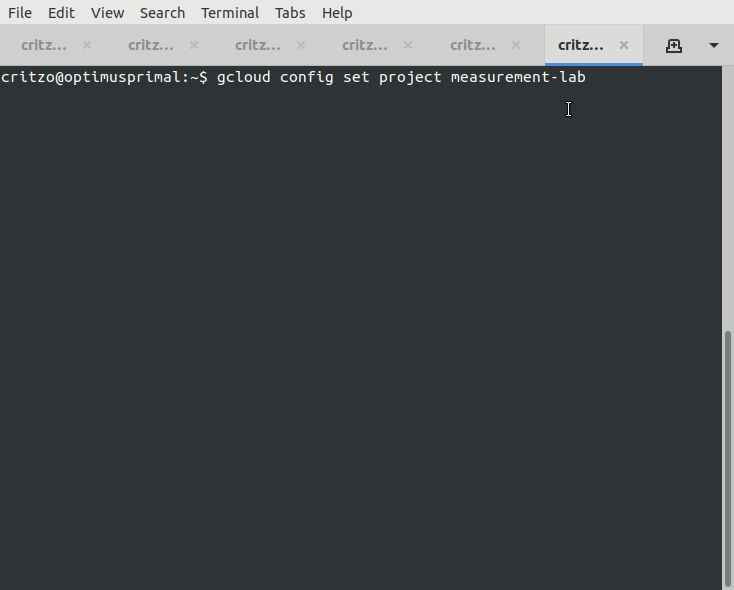 File Edit View Search Terminal Tabs Help
critz... × critz... × critz... × critz... × critz... × critz... ×
critzo@optimusprimal:~$ gcloud config set project measurement-lab